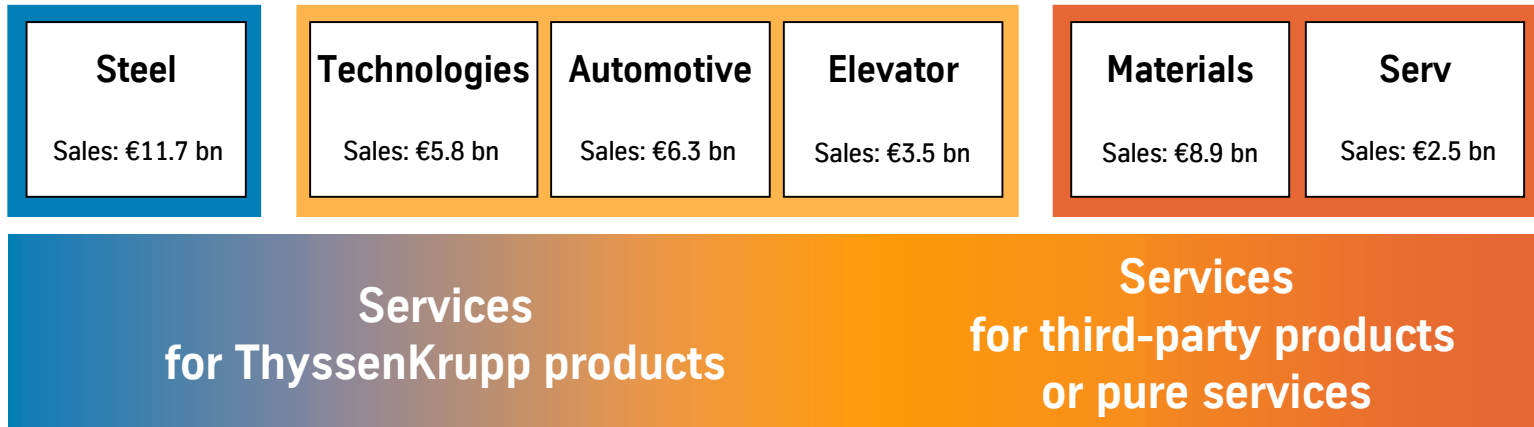 Steel
Sales: €11.7 bn
Technologies
Sales: €5.8 bn
Automotive
Sales: €6.3 bn
Elevator
Sales: €3.5 bn
Materials
Sales: €8.9 bn
Serv
Sales: €2.5 bn
Services
for ThyssenKrupp products
Services
for third-party products
or pure services